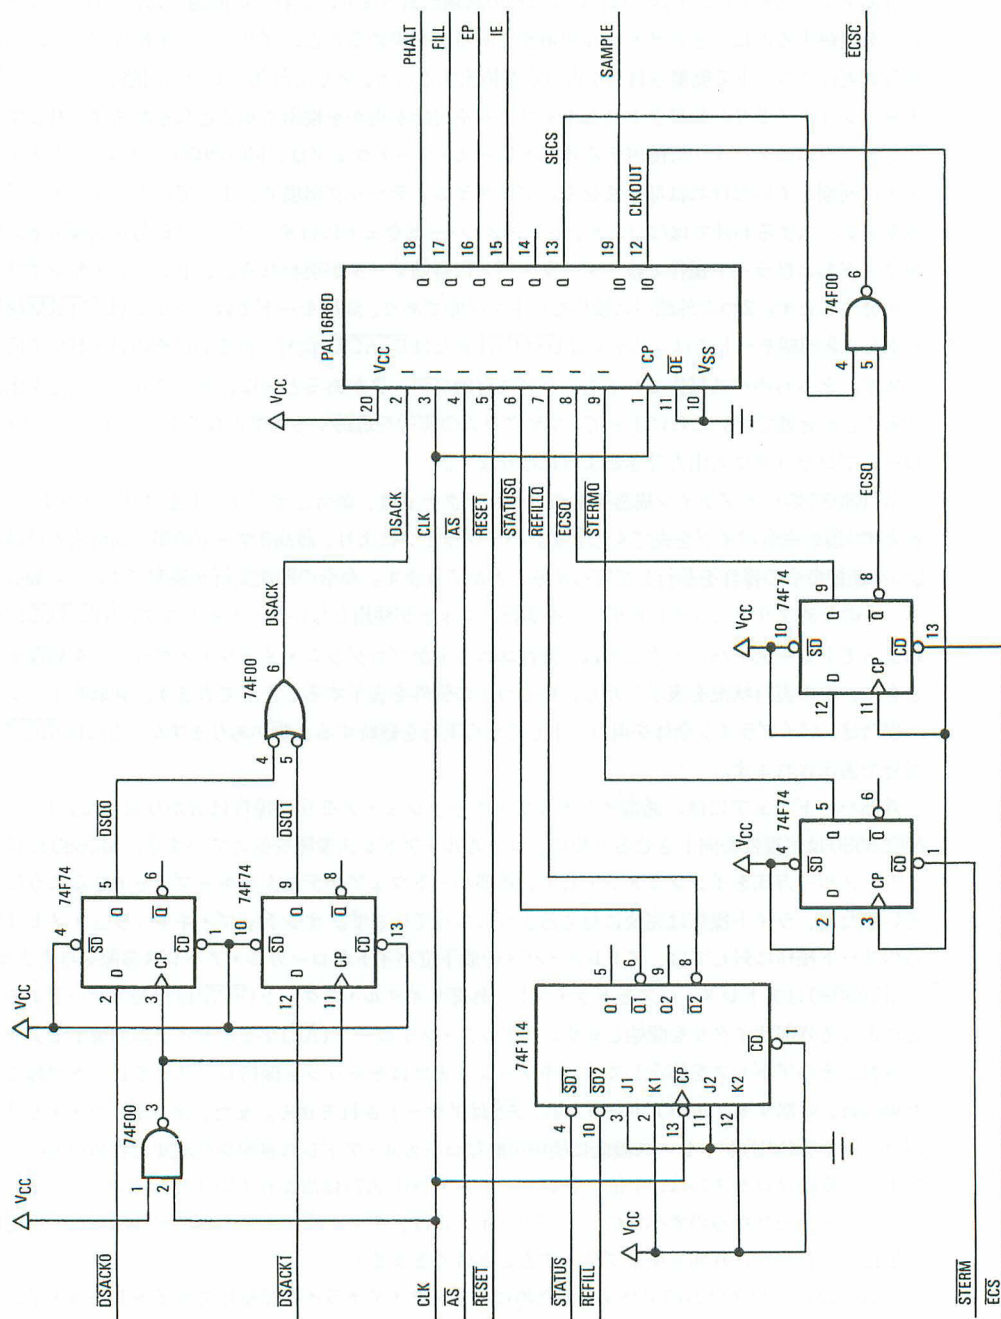 VCC
1
2
74F00
3
DSACK0
DSACK1
VCC
4
2
D
SD
Q
5
DSQ0
3
CP
Q
6
CD
1
74F74
10
12
D
SD
Q
9
DSQ1
11
CP
Q
8
CD
13
74F74
4
5
74F00
6
DSACK
CLK
AS
RESET
VCC
20
PAL16R6D
VCC
DSACK
2
18
PHALT
CLK
3
I
Q
17
FILL
AS
4
I
Q
16
EP
RESET
5
I
Q
15
IE
STATUSQ
6
I
Q
14
REFILLQ
7
I
Q
13
SECS
ECSQ
8
I
Q
STERMQ
9
I
IO
19
SAMPLE
IO
12
CLKOUT
1
CP
11
OE
10
VSS
STATUS
REFILL
74F114
4
SD1
10
SD2
3
J1
2
K1
13
CP
11
J2
12
K2
Q1
5
Q1
6
Q2
9
Q2
8
CD
1
VCC
VCC
4
74F74
2
D
SD
Q
5
3
CP
Q
6
CD
1
VCC
10
74F74
12
D
SD
Q
9
11
CP
Q
8
CD
13
ECSQ
4
5
74F00
6
ECSC
STERM
ECS